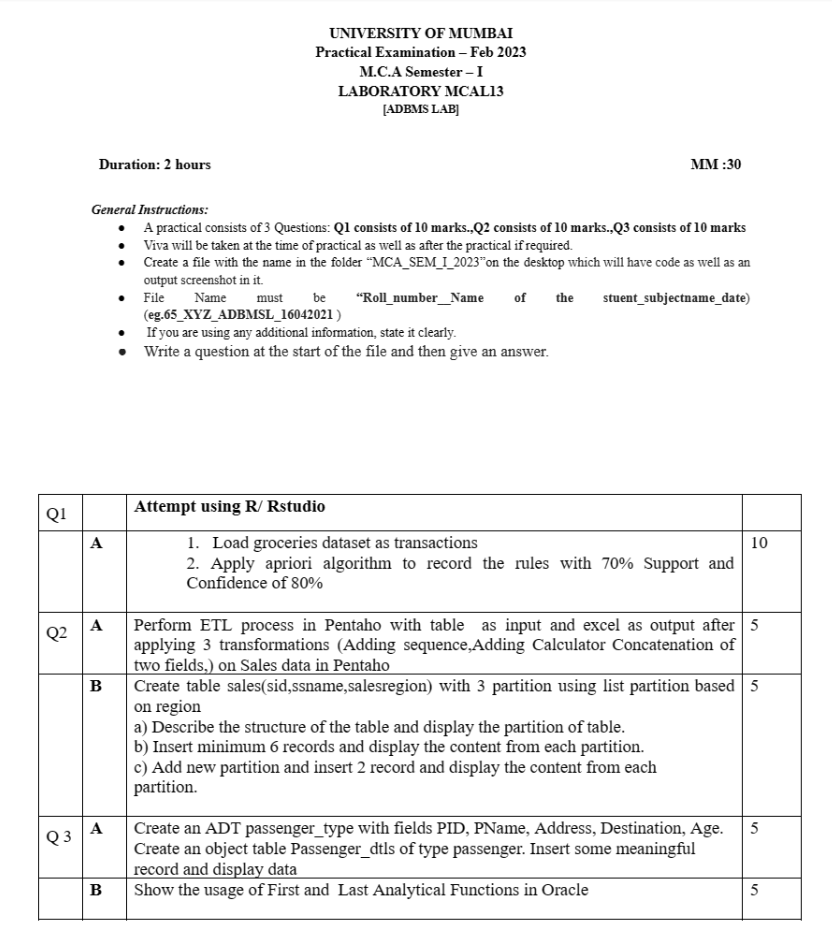 UNIVERSITY OF MUMBAI
Practical Examination – Feb 2023
M.C.A Semester – I
LABORATORY MCAL13
[ADBMS LAB]
Duration: 2 hours MM :30
General Instructions:
• A practical consists of 3 Questions: Q1 consists of 10 marks.,Q2 consists of 10 marks.,Q3 consists of 10 marks
• Viva will be taken at the time of practical as well as after the practical if required.
• Create a file with the name in the folder “MCA_SEM_I_2023”on the desktop which will have code as well as an
output screenshot in it.
• File Name must be “Roll_number__Name of the stuent_subjectname_date)
(eg.65_XYZ_ADBMSL_16042021 )
• If you are using any additional information, state it clearly.
• Write a question at the start of the file and then give an answer.
Q1 Attempt using R/ Rstudio
A 1. Load groceries dataset as transactions 10
2. Apply apriori algorithm to record the rules with 70% Support and
Confidence of 80%
Q2 A Perform ETL process in Pentaho with table as input and excel as output after 5
applying 3 transformations (Adding sequence,Adding Calculator Concatenation of
two fields,) on Sales data in Pentaho
B Create table sales(sid,ssname,salesregion) with 3 partition using list partition based 5
on region
a) Describe the structure of the table and display the partition of table.
b) Insert minimum 6 records and display the content from each partition.
c) Add new partition and insert 2 record and display the content from each
partition.
Q 3 A Create an ADT passenger_type with fields PID, PName, Address, Destination, Age. 5
Create an object table Passenger_dtls of type passenger. Insert some meaningful
record and display data
B Show the usage of First and Last Analytical Functions in Oracle 5